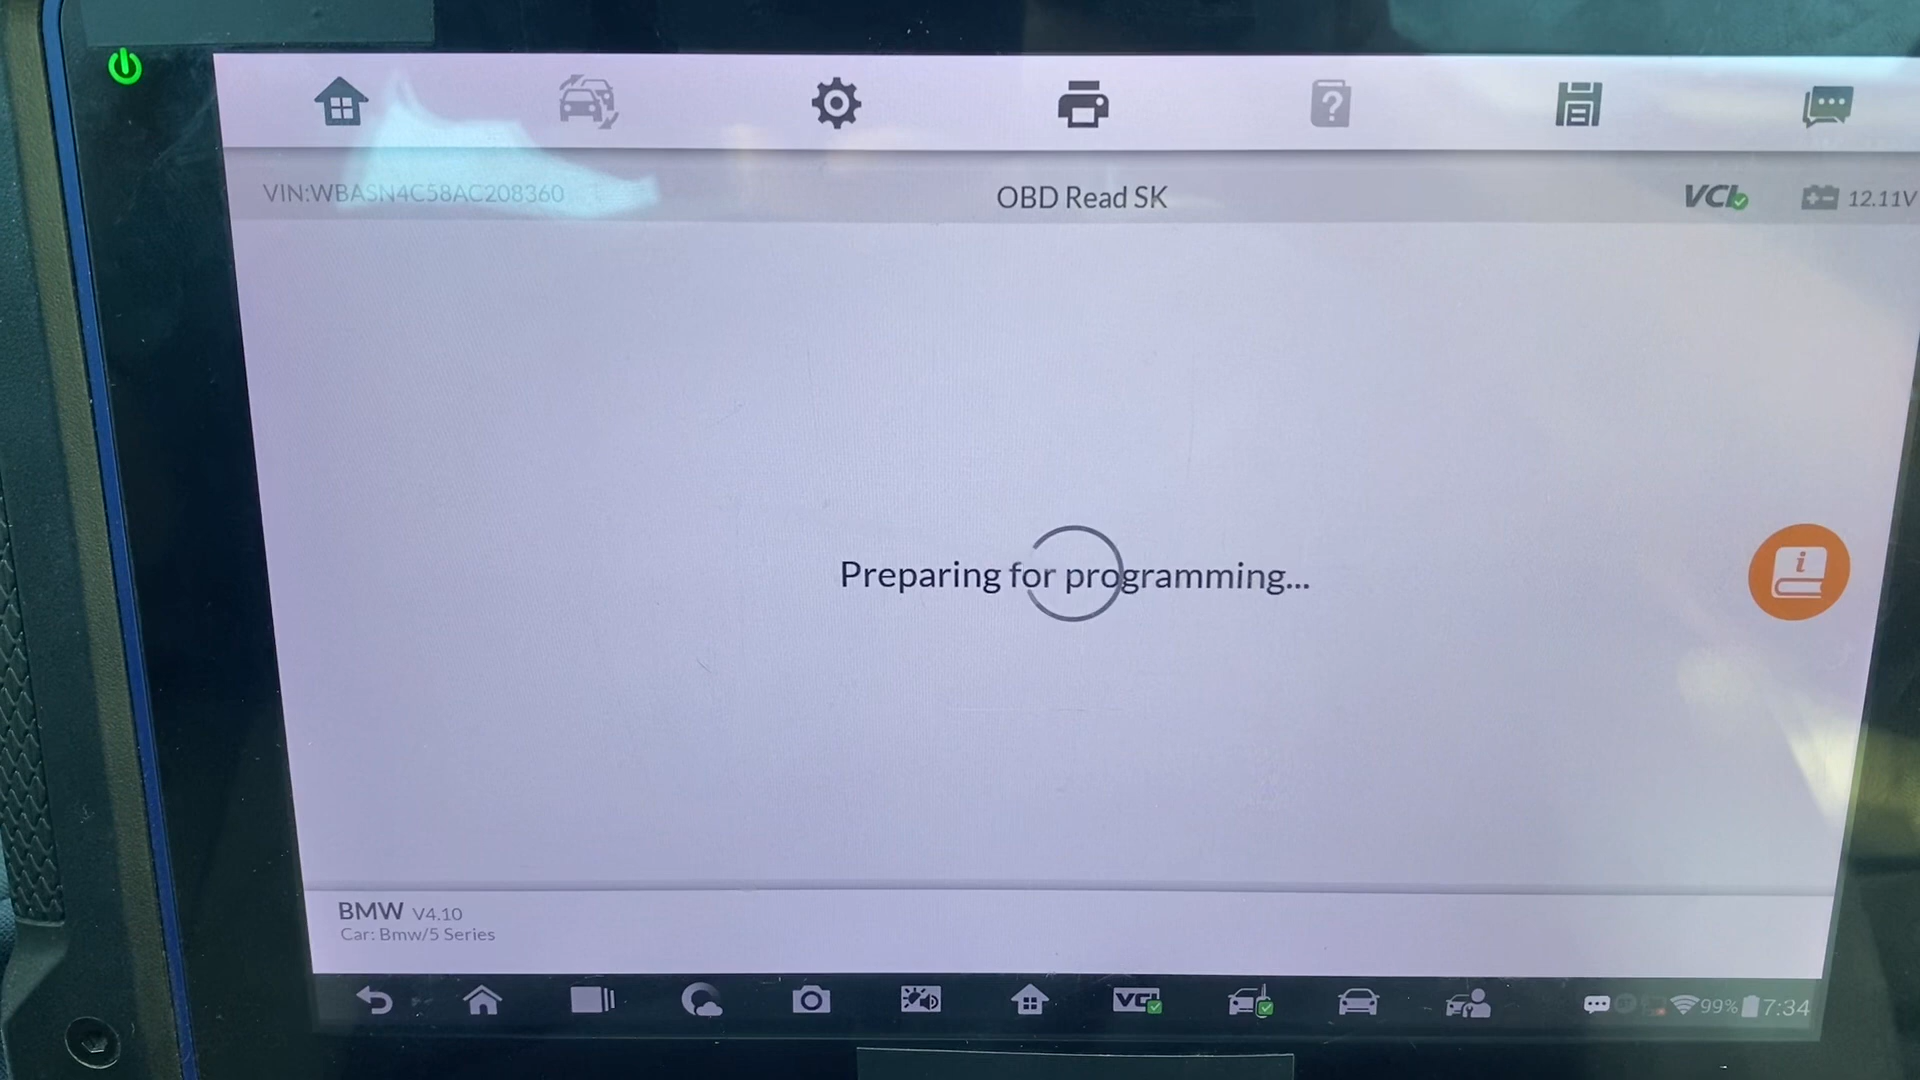 VIN:WBASN4C58AC208360
OBD Read SK
VCI
12.11V
Preparing for programming...
BMW V4.10
Car: Bmw/5 Series
VCI
99%
7:34